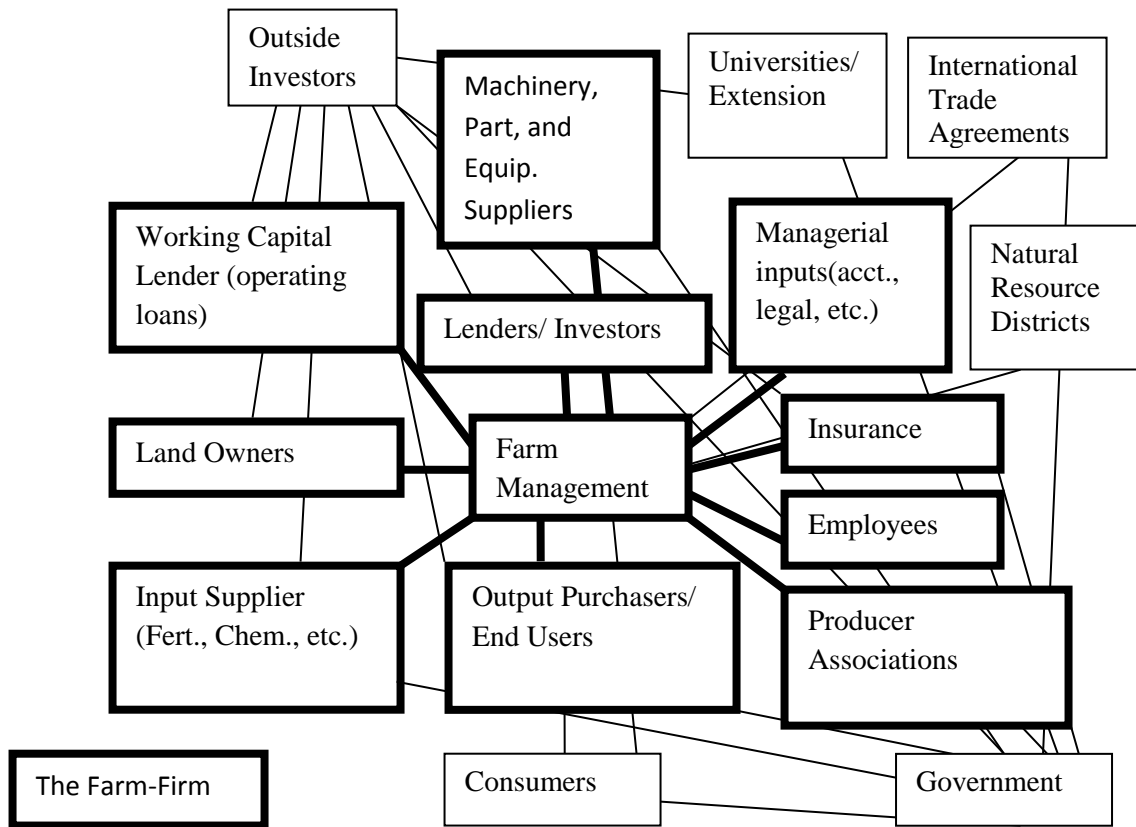 Outside
Investors
Machinery,
Part, and
Equip.
Suppliers
Universities/
Extension
International
Trade
Agreements
Working Capital
Lender (operating
loans)
Lenders/ Investors
Managerial
inputs(acct.,
legal, etc.)
Natural
Resource
Districts
Land Owners
Farm
Management
Insurance
Employees
Input Supplier
(Fert., Chem., etc.)
Output Purchasers/
End Users
Producer
Associations
The Farm-Firm
Consumers
Government